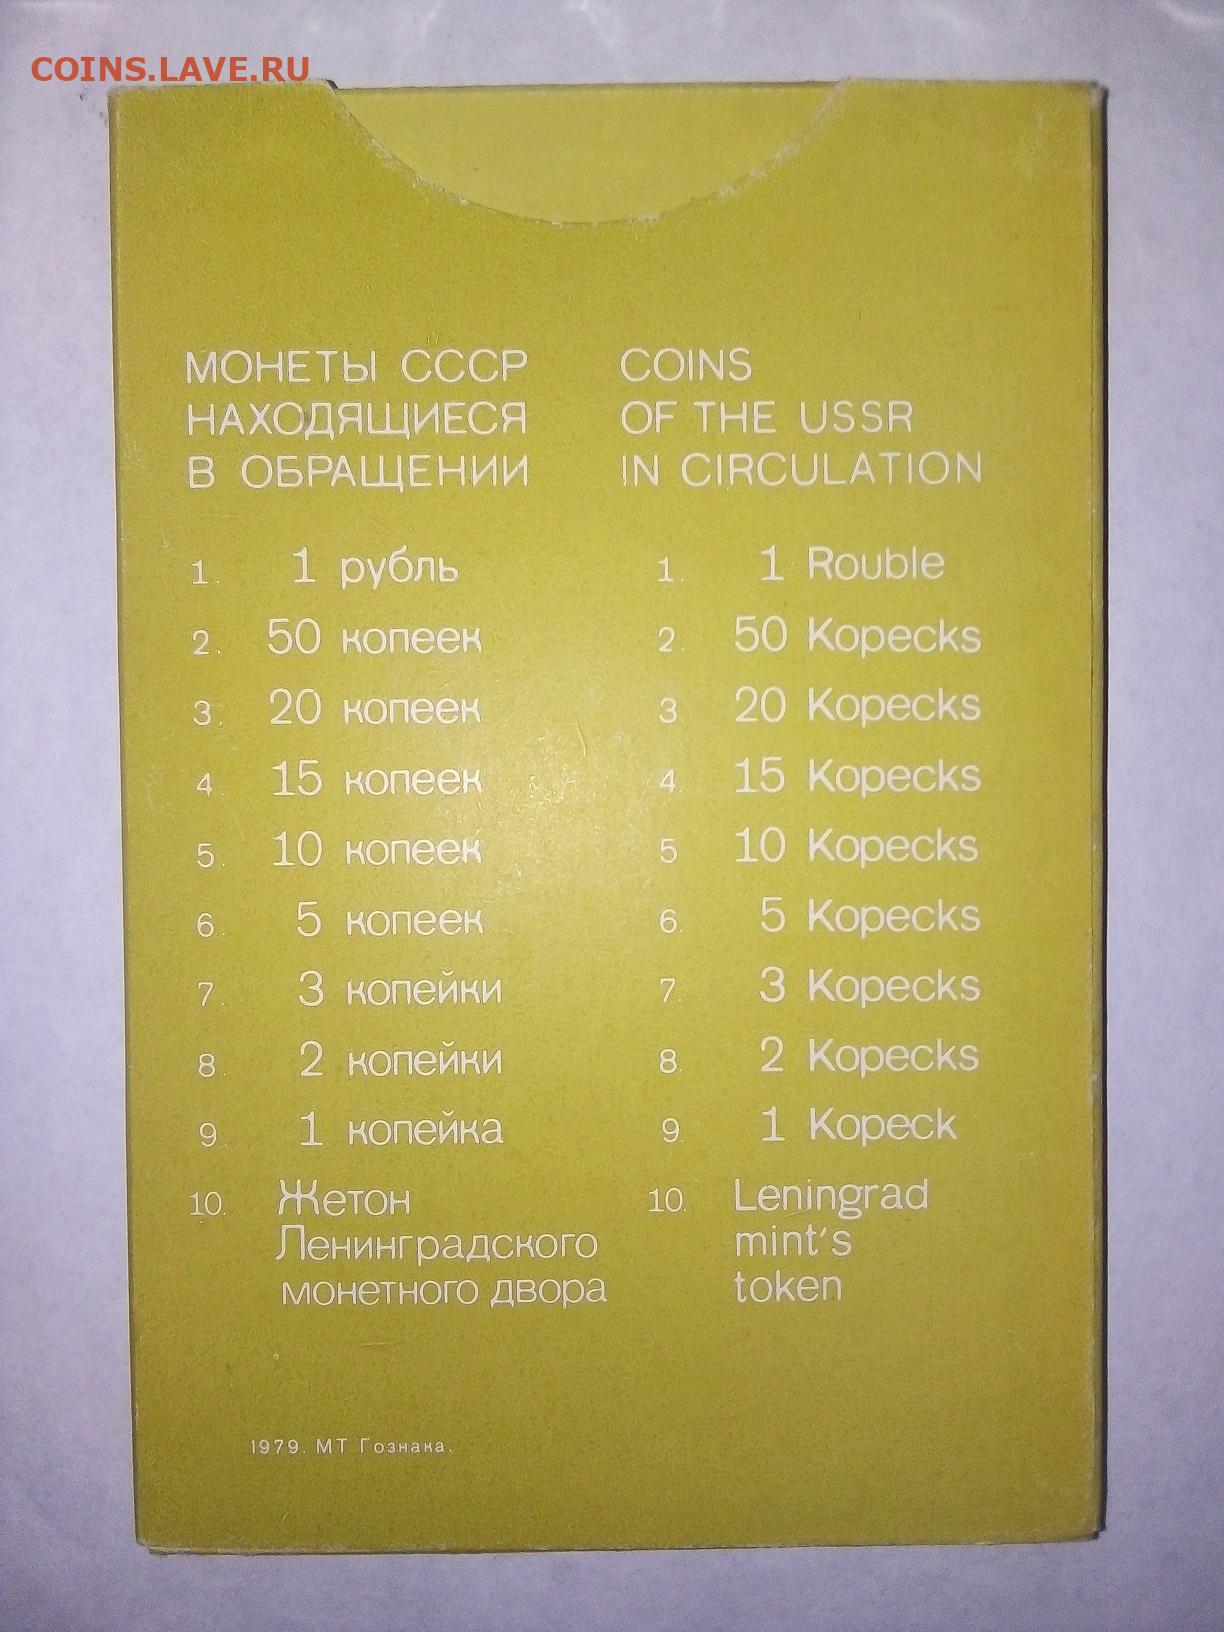 COINS.LAVE.RU
МОНЕТЫ СССР
НАХОДЯЩИЕСЯ
В ОБРАЩЕНИИ
1. 1 рубль
2. 50 копеек
3. 20 копеек
4. 15 копеек
5. 10 копеек
6. 5 копеек
7. 3 копейки
8. 2 копейки
9. 1 копейка
10. Жетон
Ленинградского
монетного двора
COINS
OF THE USSR
IN CIRCULATION
1. 1 Rouble
2. 50 Kopecks
3 20 Kopecks
4 15 Kopecks
5 10 Kopecks
6. 5 Kopecks
7. 3 Kopecks
8. 2 Kopecks
9. 1 Kopeck
10. Leningrad
mint's
token
1979. МТ Гознака.